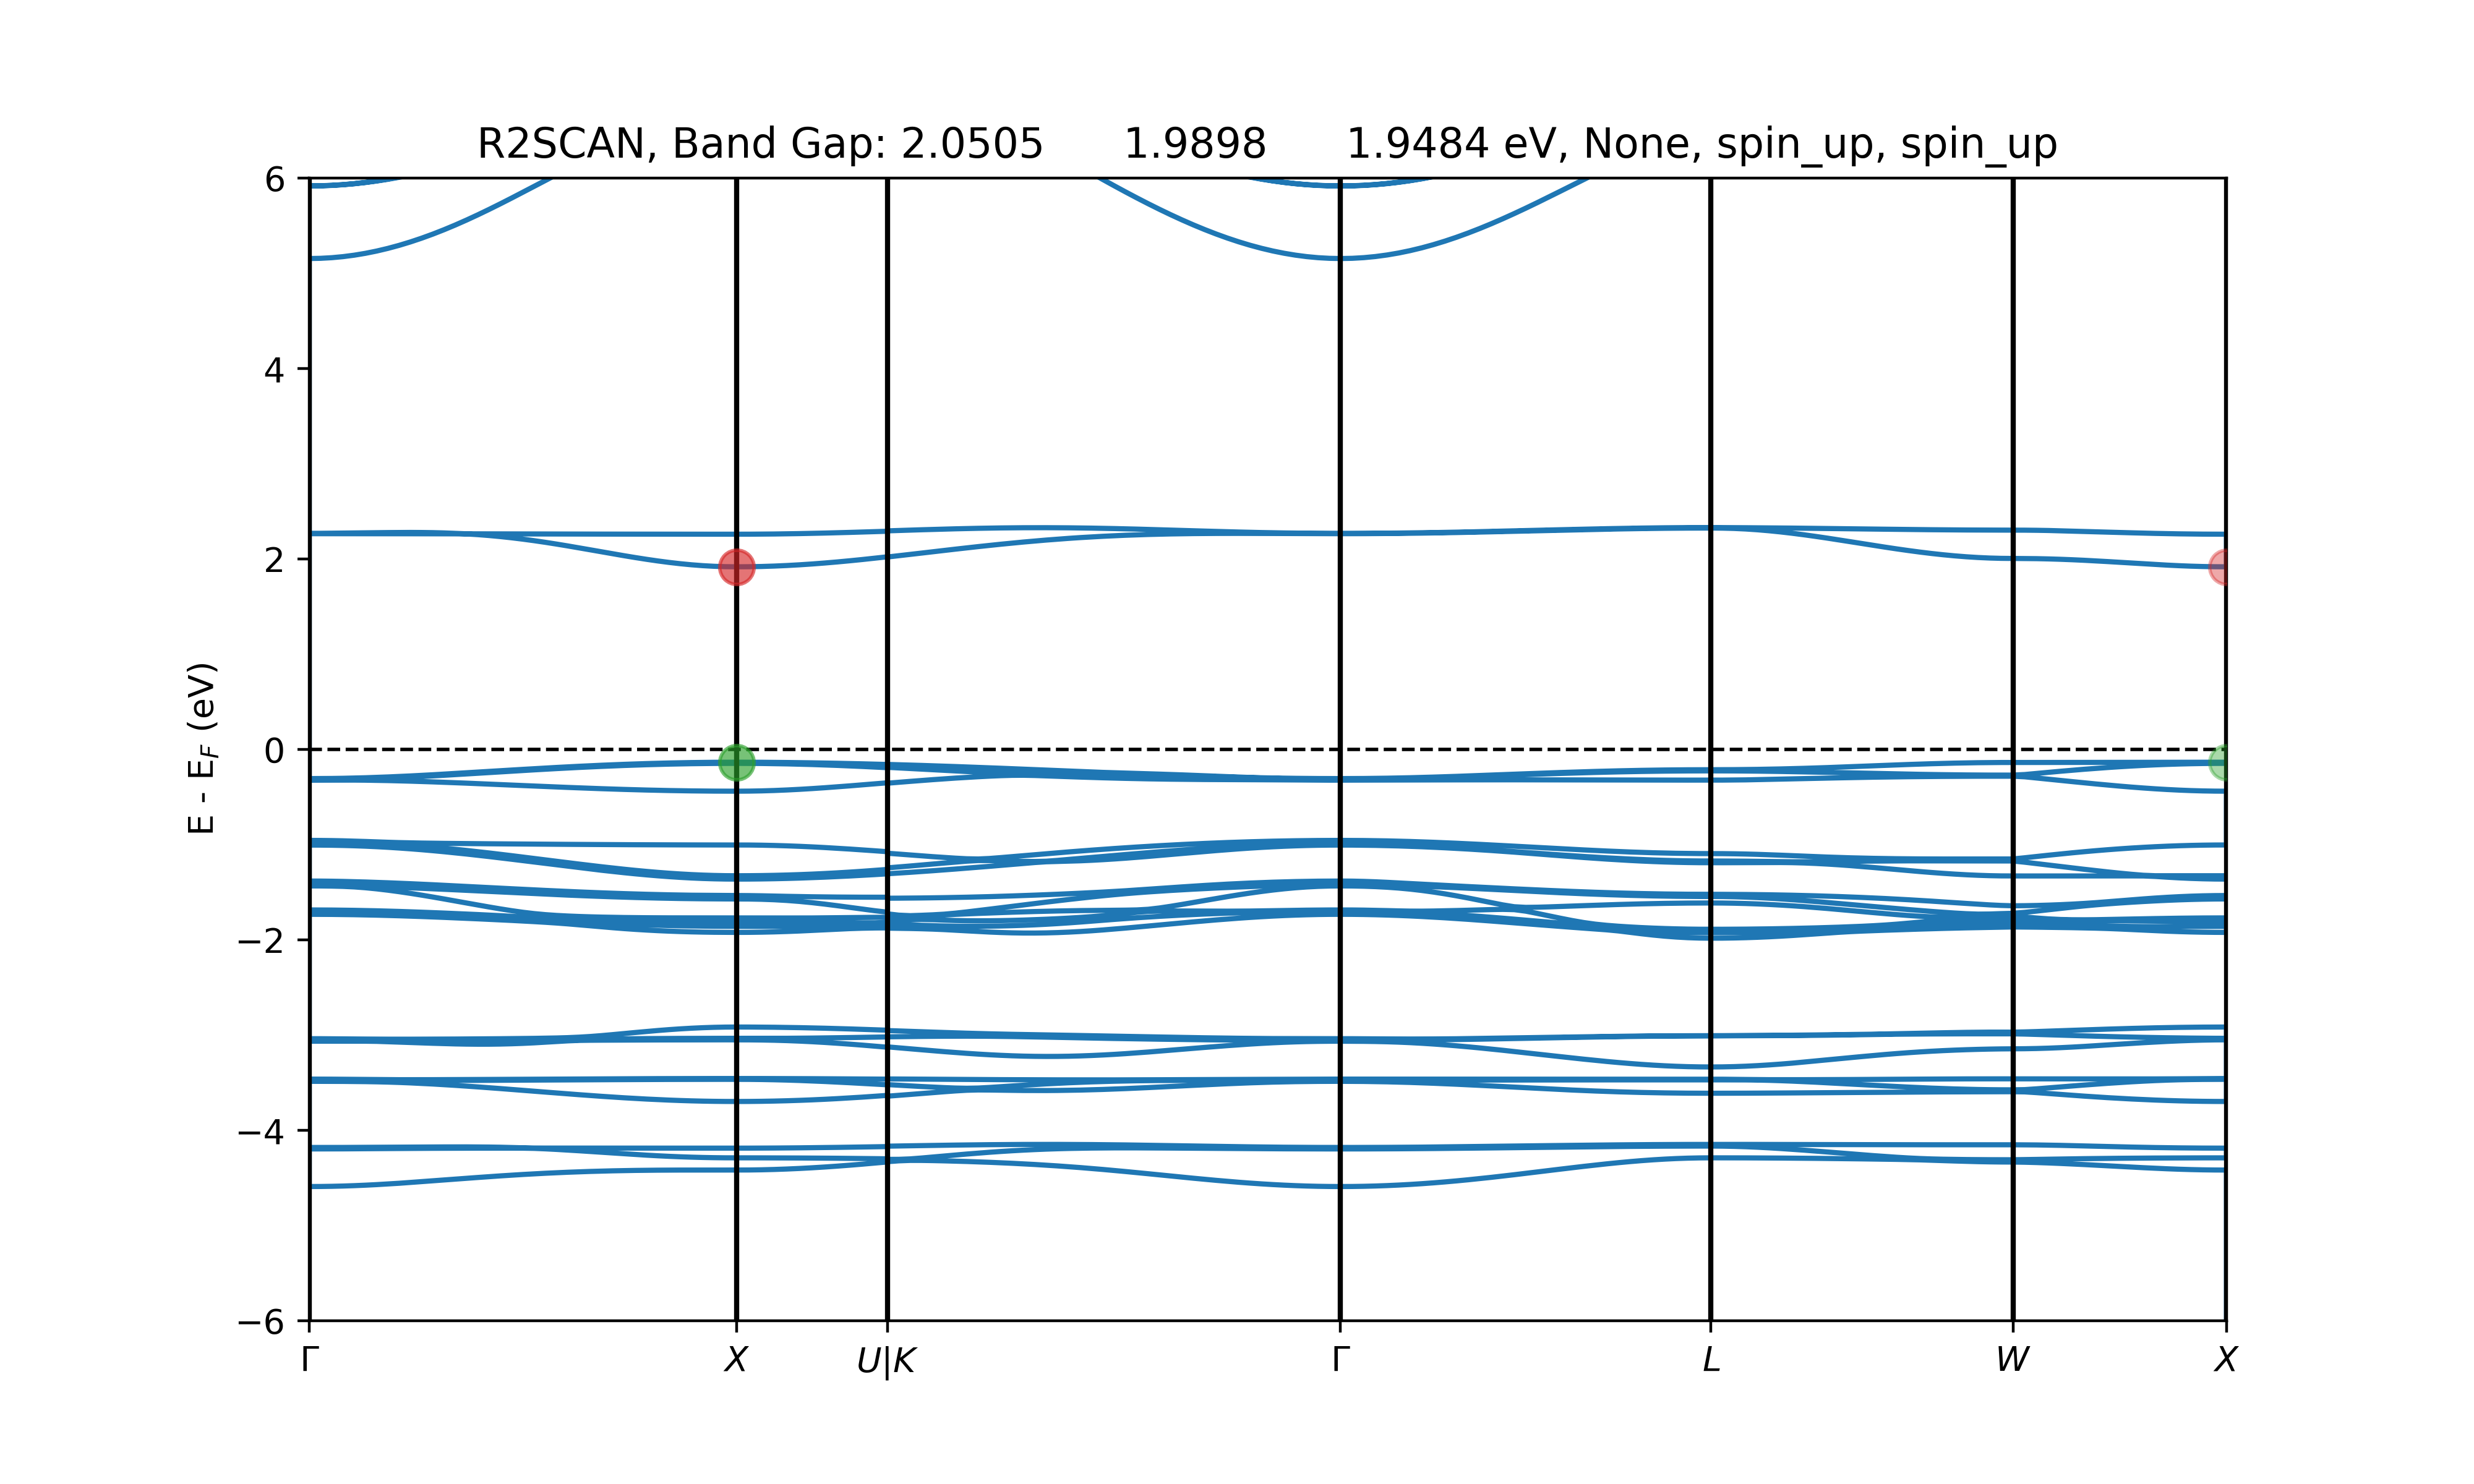 R2SCAN, Band Gap: 2.0505 1.9898 1.9484 eV, None, spin_up, spin_up
6
4
2
0
−2
−4
−6
E - E_F (eV)
Γ X U|K Γ L W X